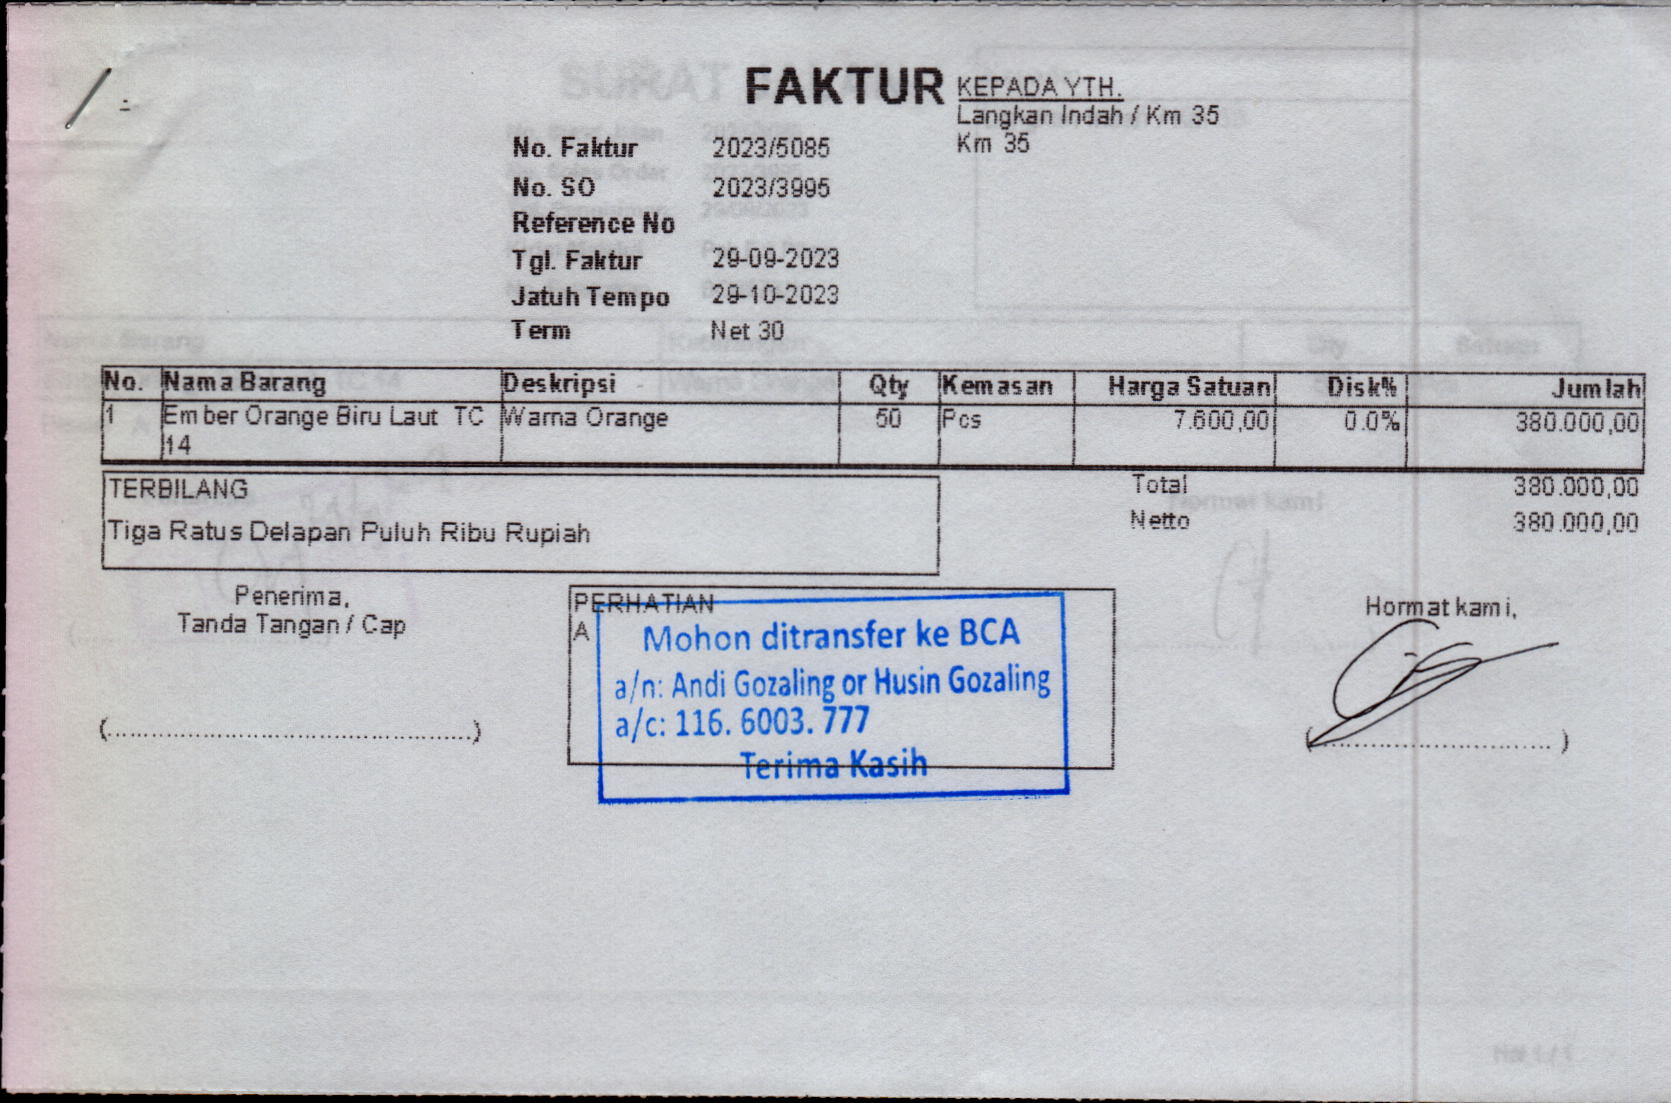 FAKTUR
KEPADA YTH.
Langkan Indah / Km 35
Km 35
No. Faktur 2023/5085
No. SO 2023/3995
Reference No
Tgl. Faktur 29-09-2023
Jatuh Tempo 29-10-2023
Term Net 30
No. Nama Barang Deskripsi Qty Kemasan Harga Satuan Disk% Jumlah
1 Ember Orange Biru Laut TC Warna Orange 50 Pcs 7.600,00 0.0% 380.000,00
14
TERBILANG
Tiga Ratus Delapan Puluh Ribu Rupiah
Total 380.000,00
Netto 380.000,00
Penerima,
Tanda Tangan / Cap
(................................................)
PERHATIAN
A
Mohon ditransfer ke BCA
a/n: Andi Gozaling or Husin Gozaling
a/c: 116. 6003. 777
Terima Kasih
Hormat kami,
(................................)